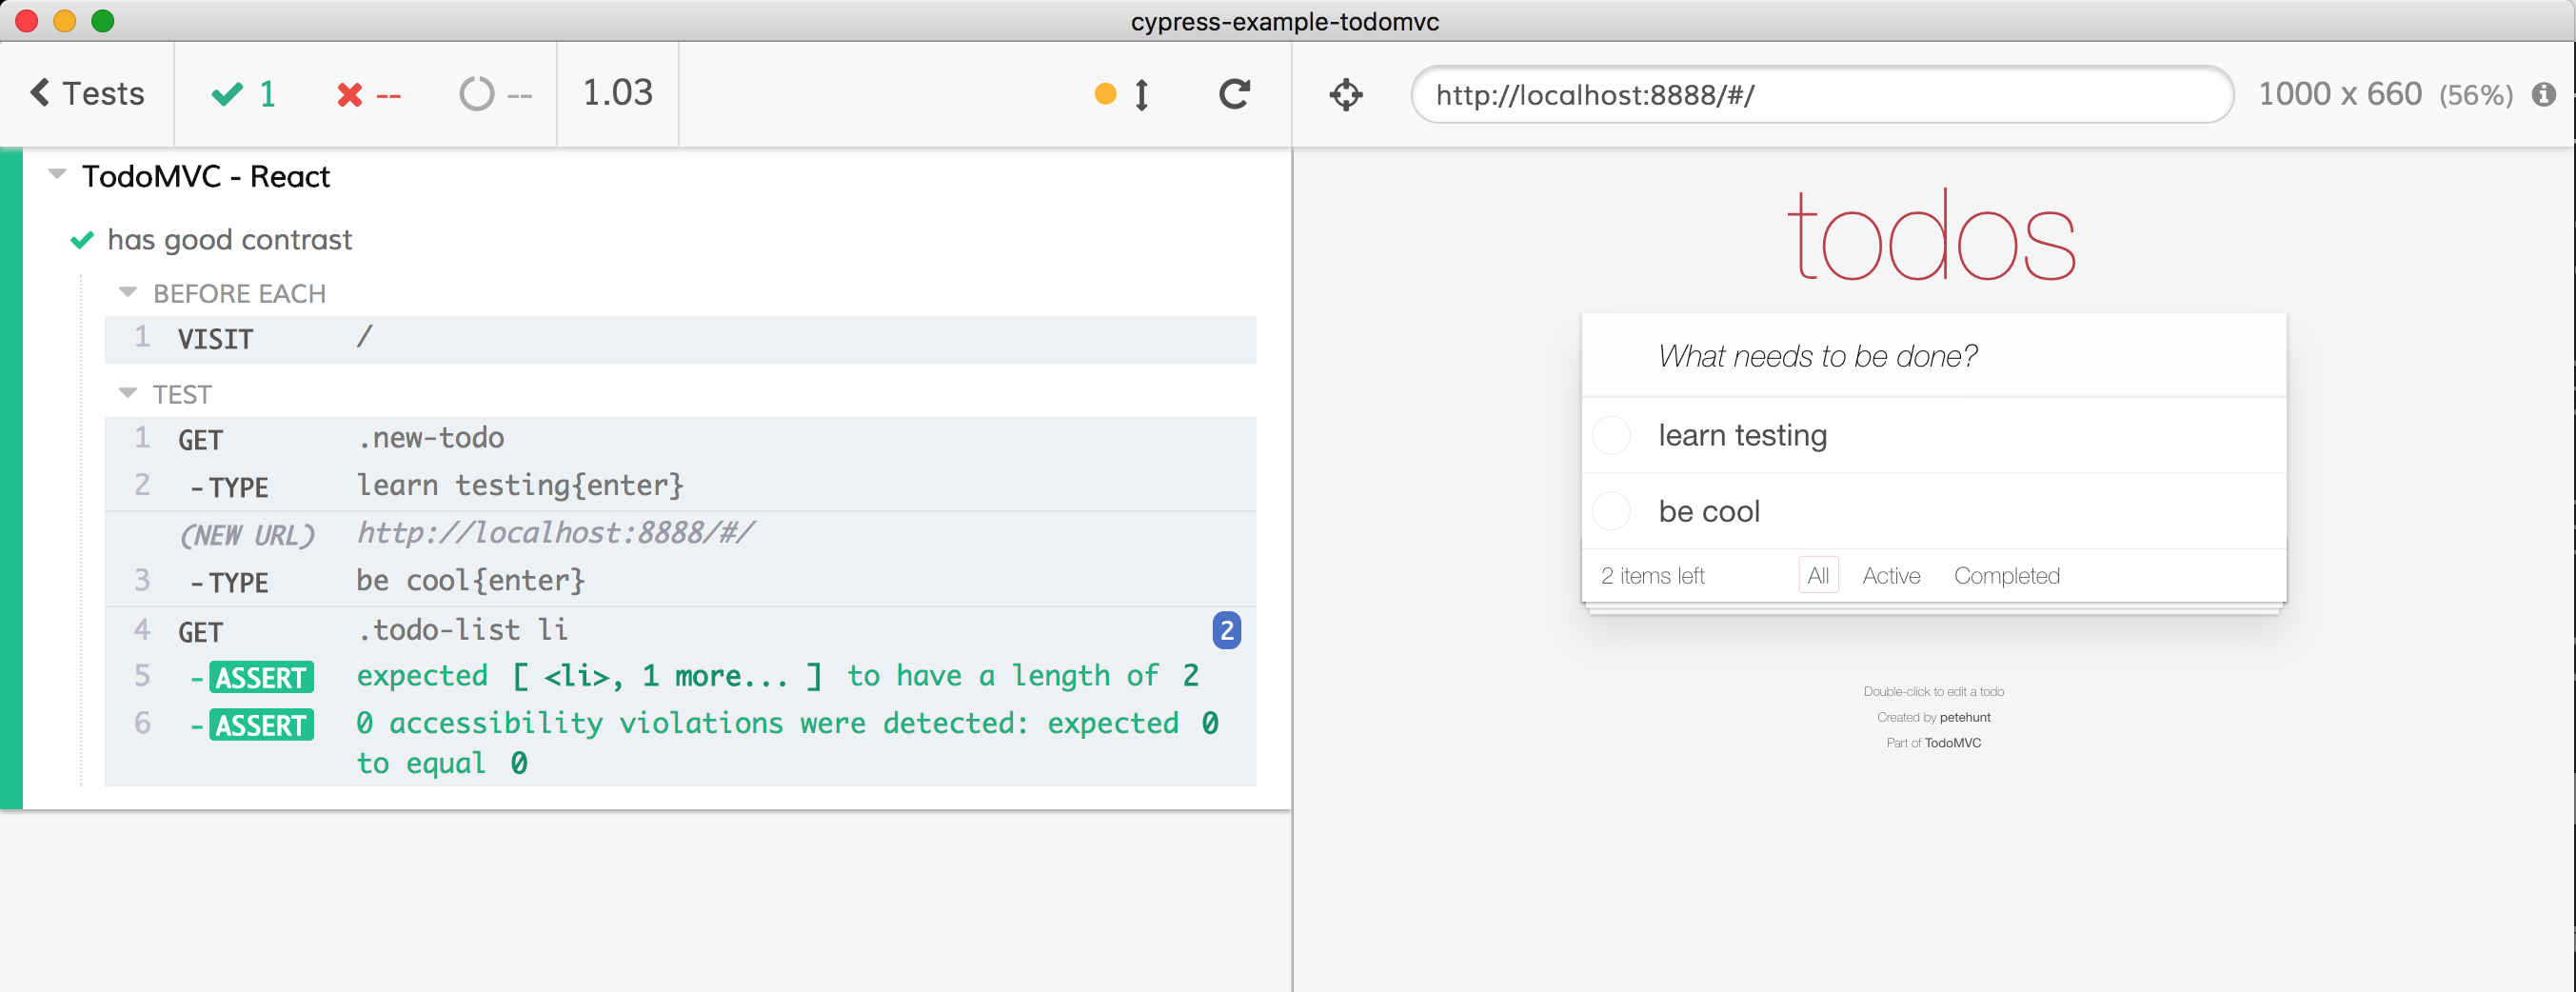 cypress-example-todomvc
Tests
1
--
--
1.03
http://localhost:8888/#/
1000 x 660 (56%)
TodoMVC - React
has good contrast
BEFORE EACH
1 VISIT /
TEST
1 GET .new-todo
2 -TYPE learn testing{enter}
(NEW URL) http://localhost:8888/#/
3 -TYPE be cool{enter}
4 GET .todo-list li 2
5 -ASSERT expected [ <li>, 1 more... ] to have a length of 2
6 -ASSERT 0 accessibility violations were detected: expected 0
to equal 0
todos
What needs to be done?
learn testing
be cool
2 items left All Active Completed
Double-click to edit a todo
Created by petehunt
Part of TodoMVC